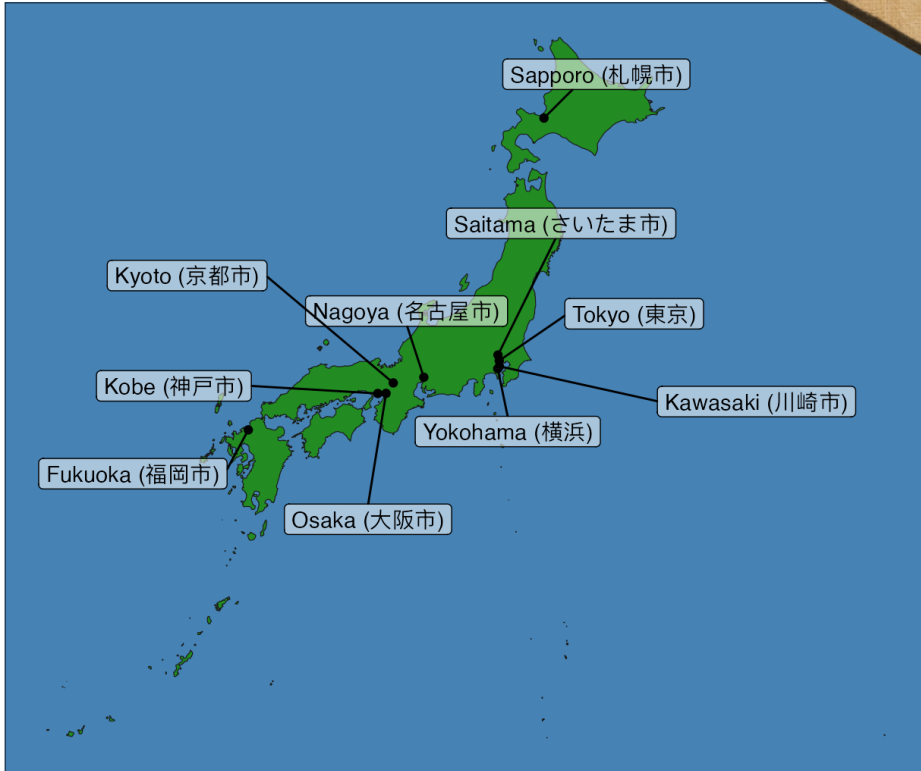 Sapporo (札幌市)
Saitama (さいたま市)
Kyoto (京都市)
Nagoya (名古屋市)
Tokyo (東京)
Kobe (神戸市)
Kawasaki (川崎市)
Yokohama (横浜)
Fukuoka (福岡市)
Osaka (大阪市)